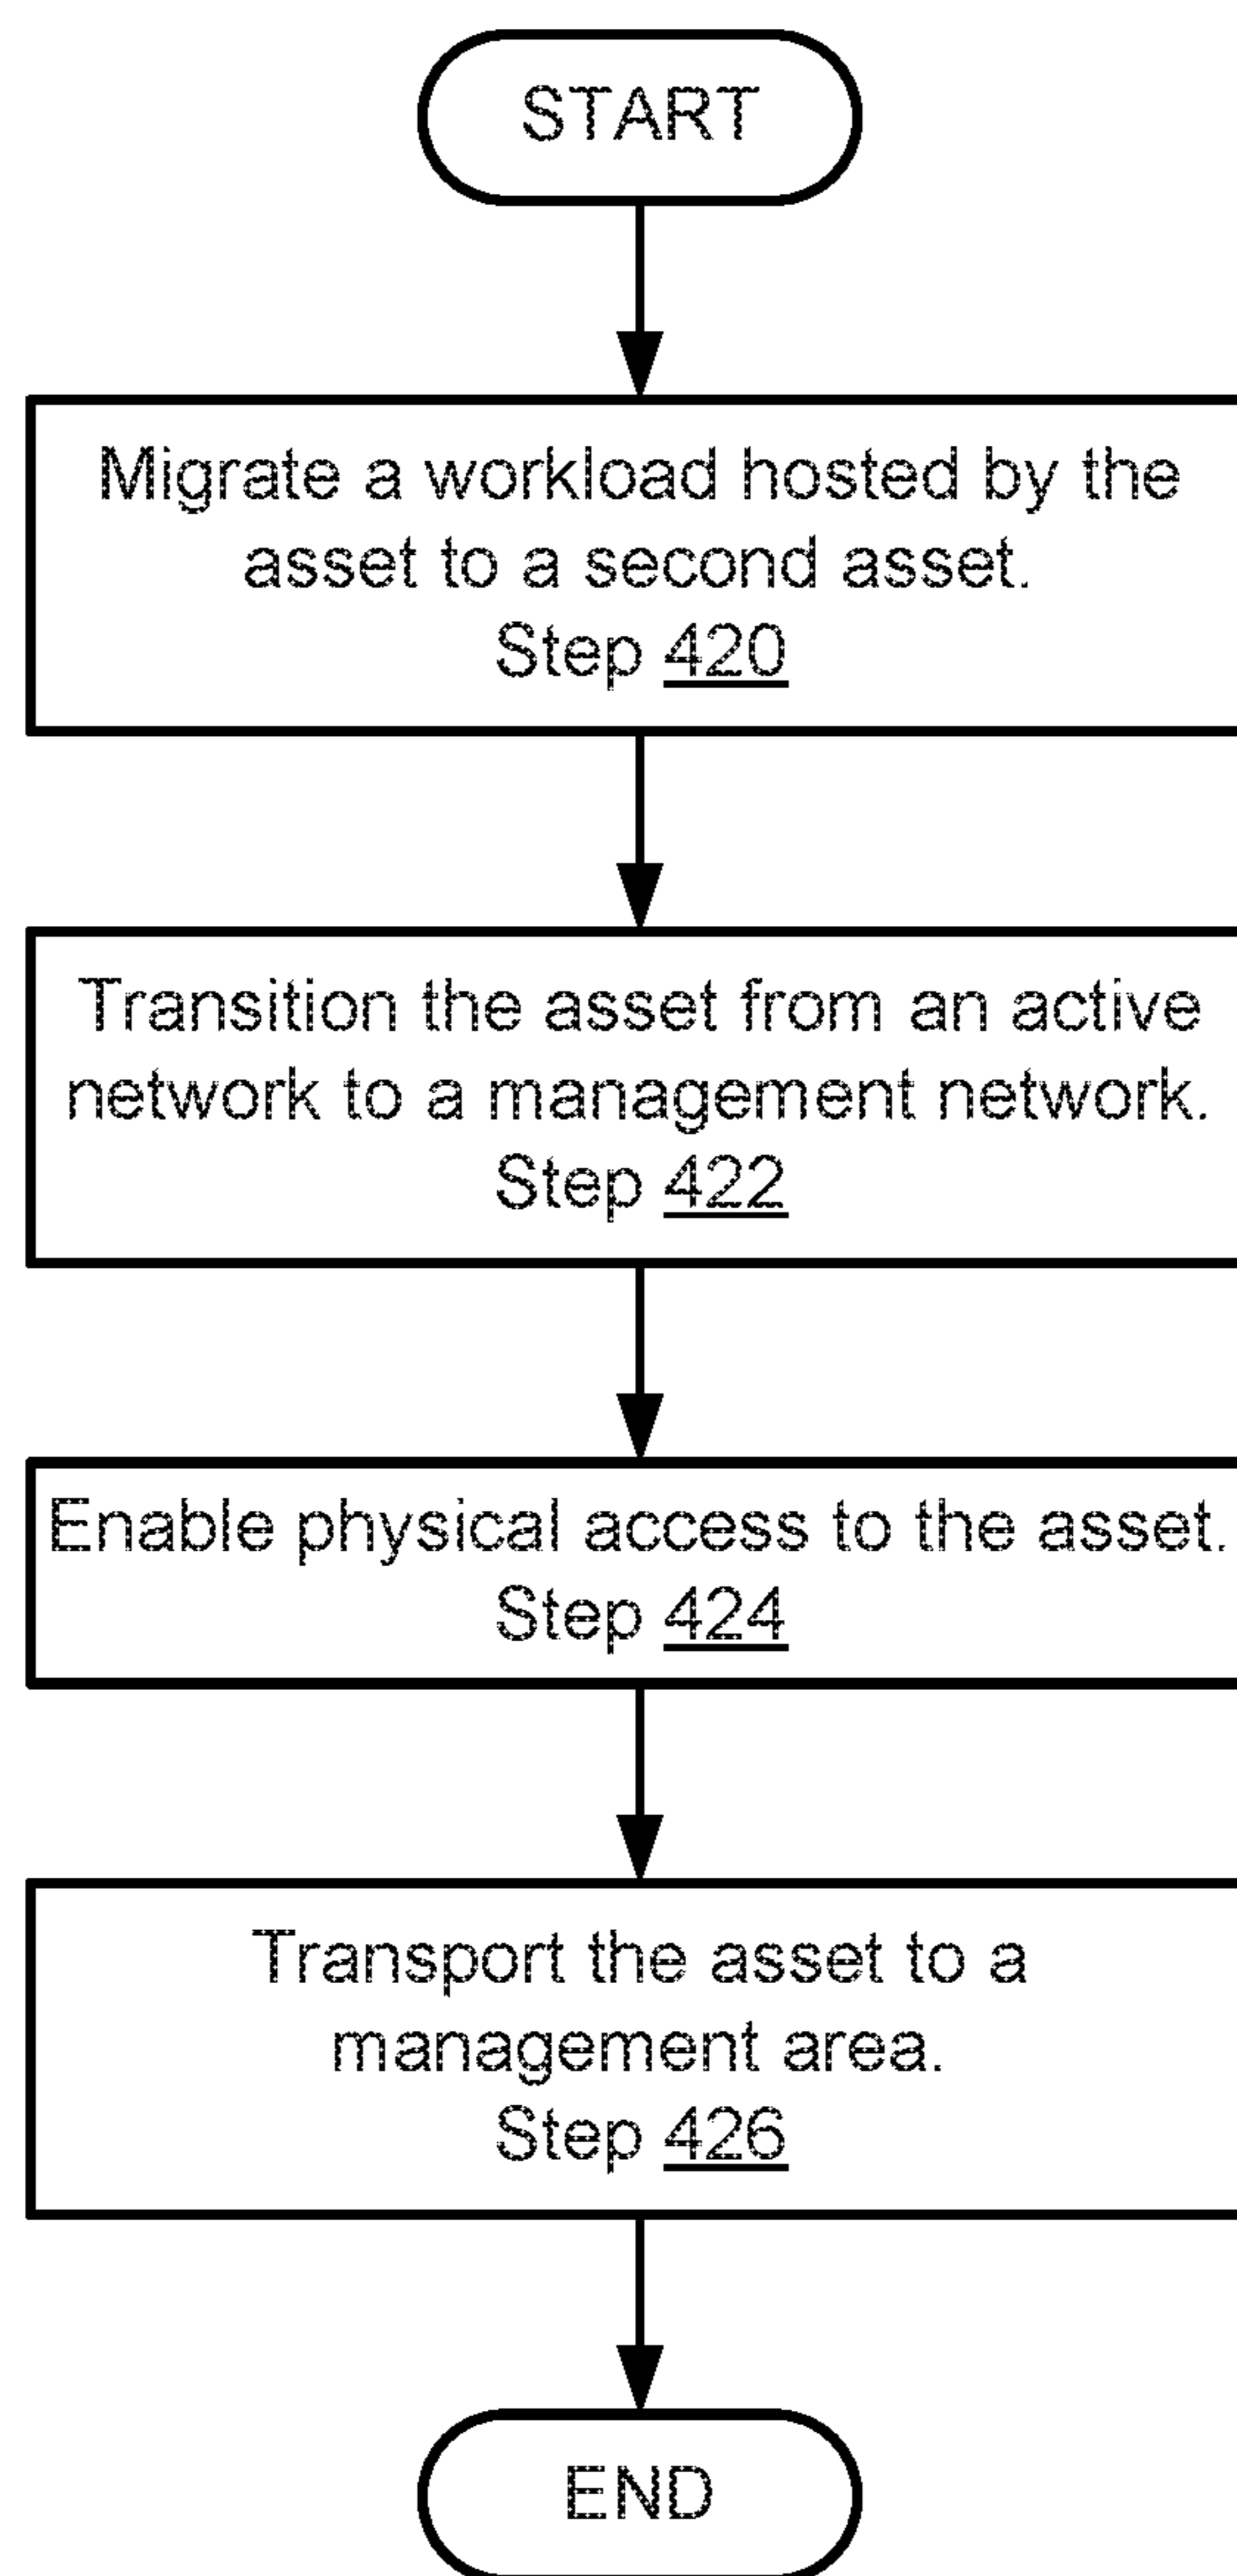 START
Migrate a workload hosted by the
asset to a second asset.
Step 420
Transition the asset from an active
network to a management network.
Step 422
Enable physical access to the asset.
Step 424
Transport the asset to a
management area.
Step 426
END